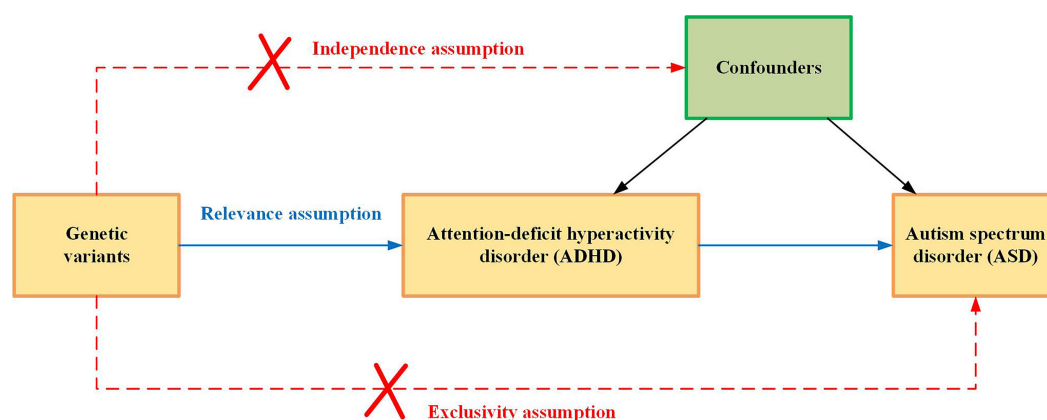 Independence assumption
Confounders
Relevance assumption
Genetic
variants
Attention-deficit hyperactivity
disorder (ADHD)
Autism spectrum
disorder (ASD)
Exclusivity assumption